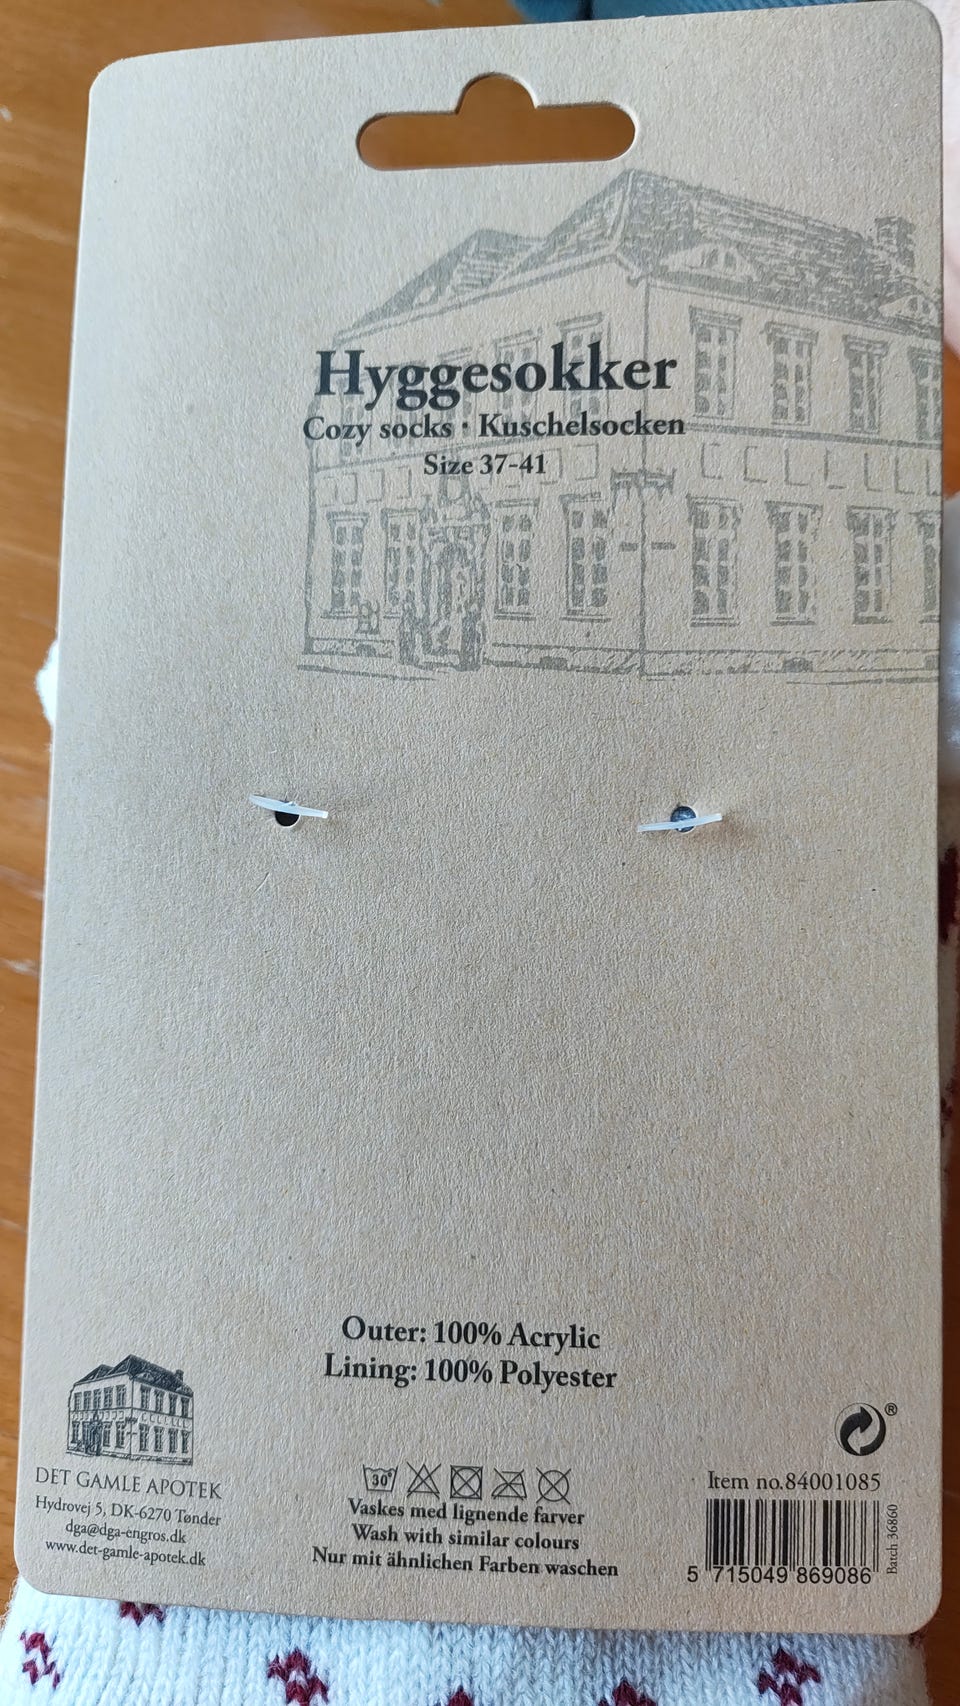 Hyggesokker
Cozy socks • Kuschelsocken
Size 37-41
Outer: 100% Acrylic
Lining: 100% Polyester
DET GAMLE APOTEK
Hydrovej 5, DK-6270 Tønder
dga@dga-engros.dk
www.det-gamle-apotek.dk
30°
Vaskes med lignende farver
Wash with similar colours
Nur mit ähnlichen Farben waschen
®
Item no.84001085
Batch 36860
5 715049 869086